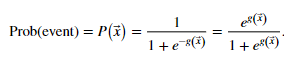 Prob(event) = P(x⃗) = 1 / (1 + e^{−g(x⃗)}) = e^{g(x⃗)} / (1 + e^{g(x⃗)}).